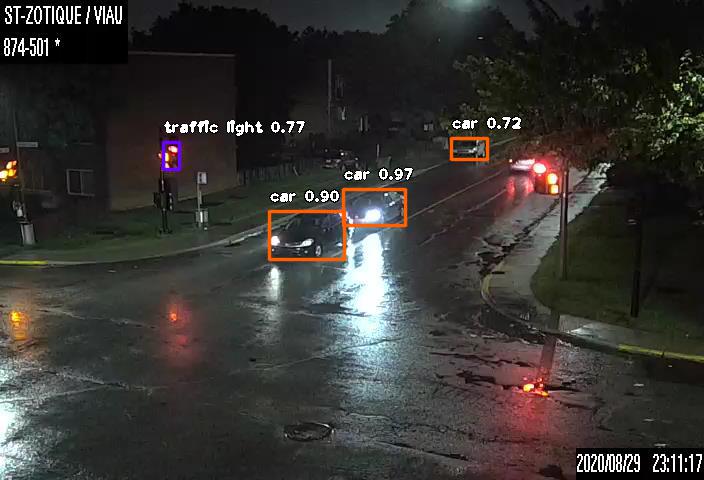 ST-ZOTIQUE / VIAU
874-501 *
traffic light 0.77
car 0.72
car 0.97
car 0.90
2020/08/29 23:11:17